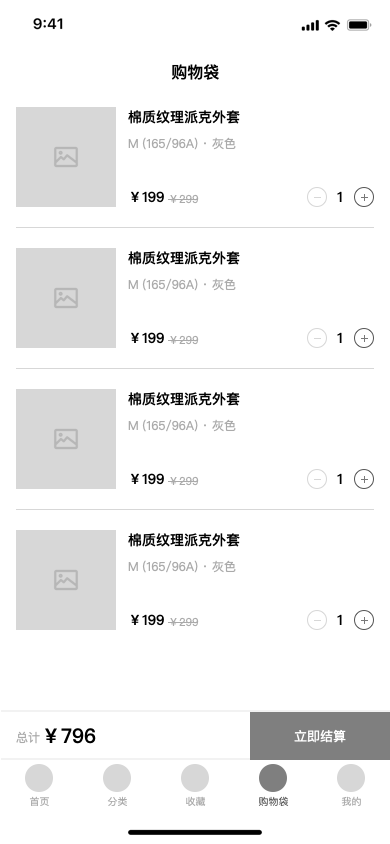 9:41
购物袋
棉质纹理派克外套
M (165/96A) · 灰色
¥199 ¥299
1
棉质纹理派克外套
M (165/96A) · 灰色
¥199 ¥299
1
棉质纹理派克外套
M (165/96A) · 灰色
¥199 ¥299
1
棉质纹理派克外套
M (165/96A) · 灰色
¥199 ¥299
1
总计 ¥796
立即结算
首页
分类
收藏
购物袋
我的